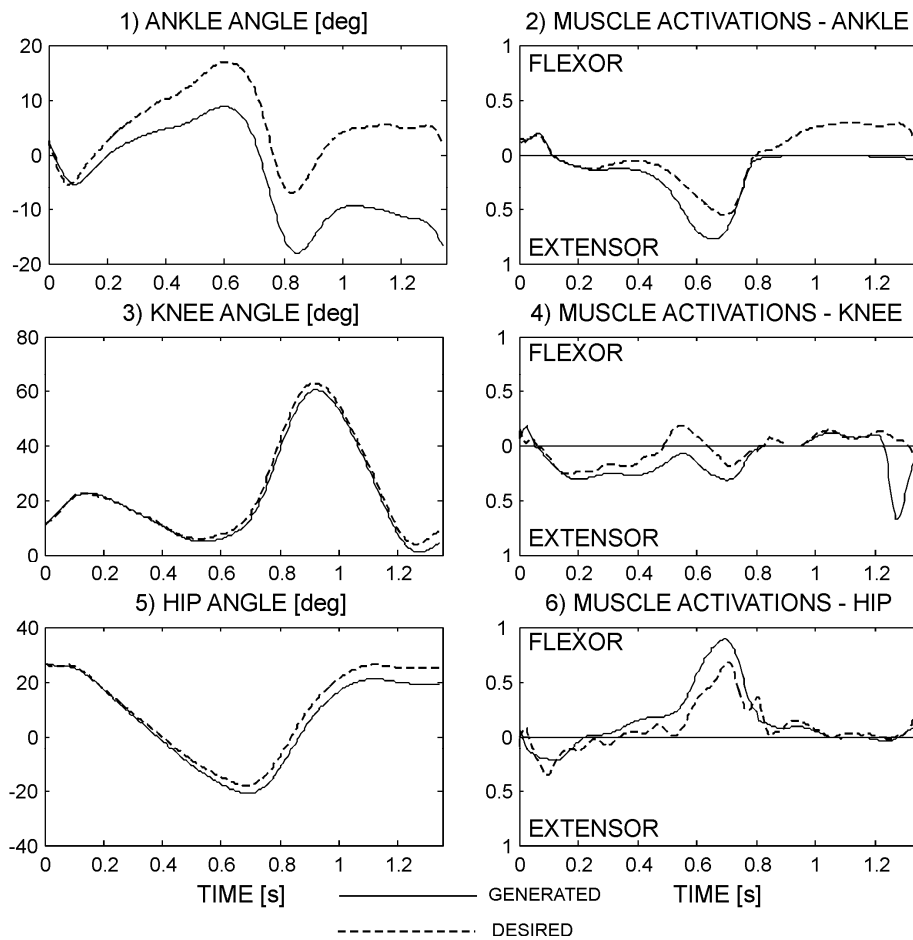 1) ANKLE ANGLE [deg]
20
10
0
-10
-20
0 0.2 0.4 0.6 0.8 1 1.2
2) MUSCLE ACTIVATIONS - ANKLE
1
0.5
0
0.5
1
FLEXOR
EXTENSOR
0 0.2 0.4 0.6 0.8 1 1.2
3) KNEE ANGLE [deg]
80
60
40
20
0
0 0.2 0.4 0.6 0.8 1 1.2
4) MUSCLE ACTIVATIONS - KNEE
1
0.5
0
0.5
1
FLEXOR
EXTENSOR
0 0.2 0.4 0.6 0.8 1 1.2
5) HIP ANGLE [deg]
40
20
0
-20
-40
0 0.2 0.4 0.6 0.8 1 1.2
TIME [s]
6) MUSCLE ACTIVATIONS - HIP
1
0.5
0
0.5
1
FLEXOR
EXTENSOR
0 0.2 0.4 0.6 0.8 1 1.2
TIME [s]
GENERATED
DESIRED